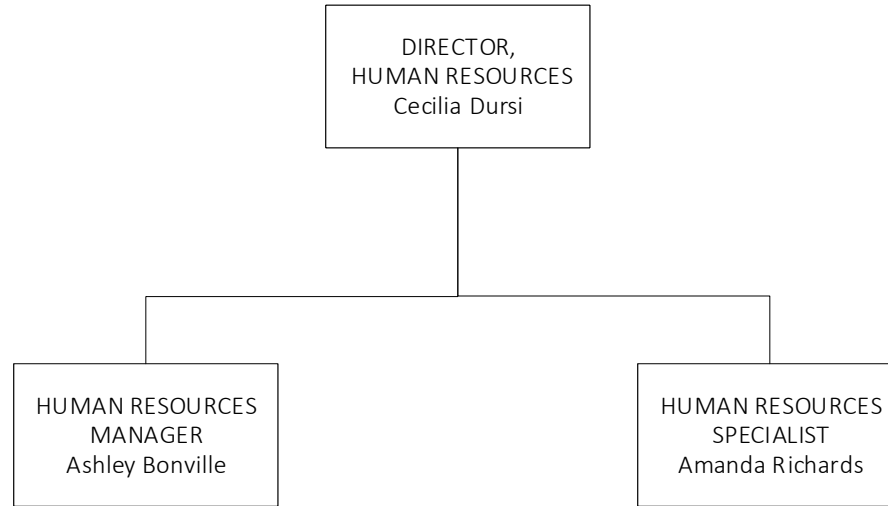 DIRECTOR,
HUMAN RESOURCES
Cecilia Dursi
HUMAN RESOURCES
MANAGER
Ashley Bonville
HUMAN RESOURCES
SPECIALIST
Amanda Richards